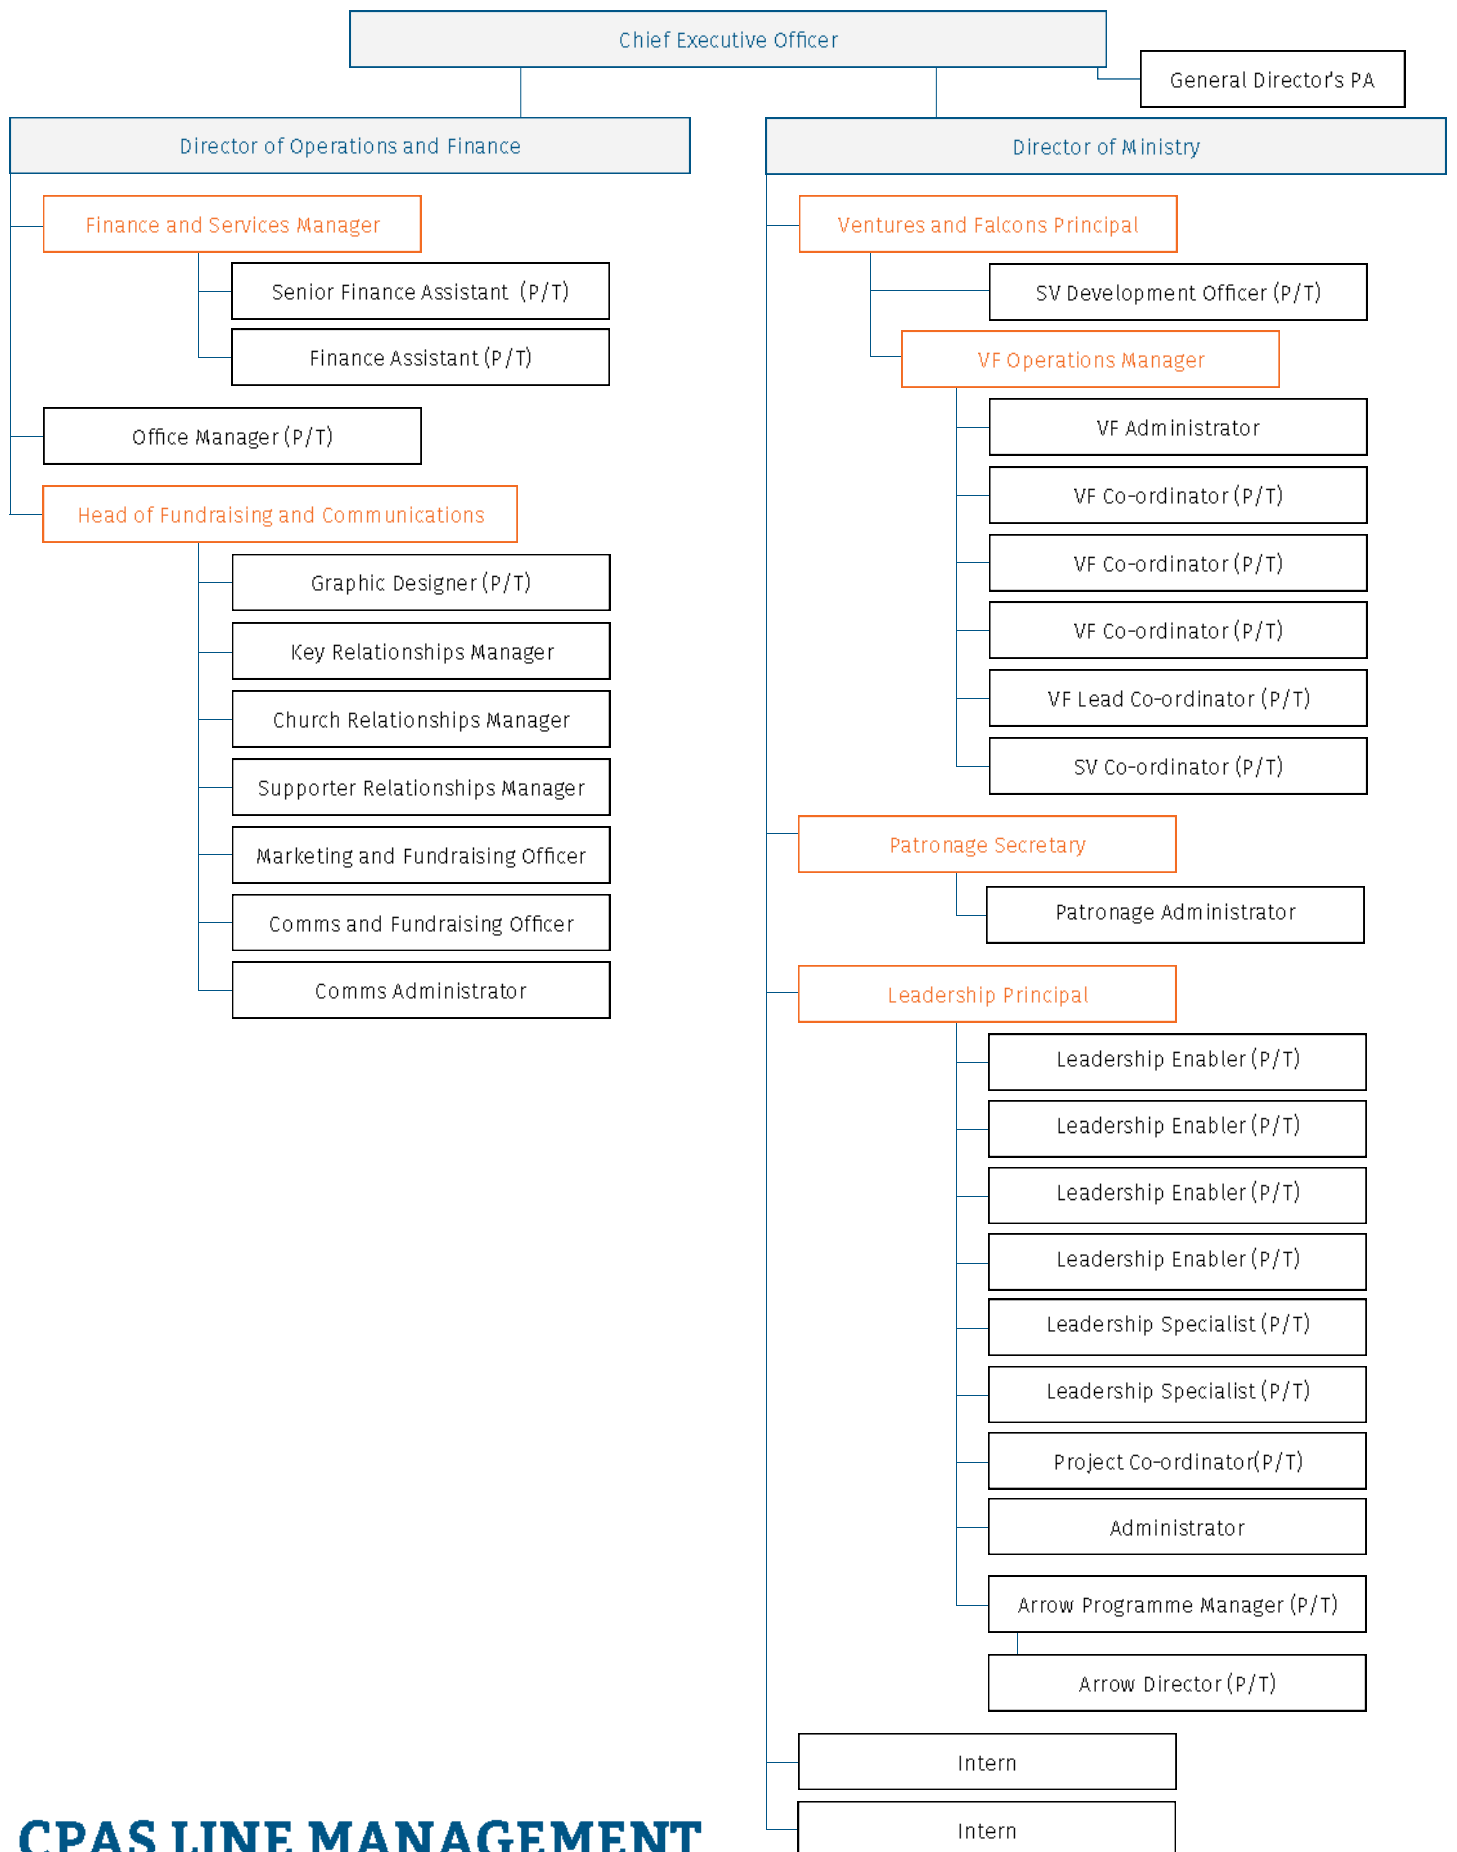 Chief Executive Officer
General Director's PA
Director of Operations and Finance
Finance and Services Manager
Senior Finance Assistant (P/T)
Finance Assistant (P/T)
Office Manager (P/T)
Head of Fundraising and Communications
Graphic Designer (P/T)
Key Relationships Manager
Church Relationships Manager
Supporter Relationships Manager
Marketing and Fundraising Officer
Comms and Fundraising Officer
Comms Administrator
Director of Ministry
Ventures and Falcons Principal
SV Development Officer (P/T)
VF Operations Manager
VF Administrator
VF Co-ordinator (P/T)
VF Co-ordinator (P/T)
VF Co-ordinator (P/T)
VF Lead Co-ordinator (P/T)
SV Co-ordinator (P/T)
Patronage Secretary
Patronage Administrator
Leadership Principal
Leadership Enabler (P/T)
Leadership Enabler (P/T)
Leadership Enabler (P/T)
Leadership Enabler (P/T)
Leadership Specialist (P/T)
Leadership Specialist (P/T)
Project Co-ordinator(P/T)
Administrator
Arrow Programme Manager (P/T)
Arrow Director (P/T)
Intern
Intern
CPAS LINE MANAGEMENT